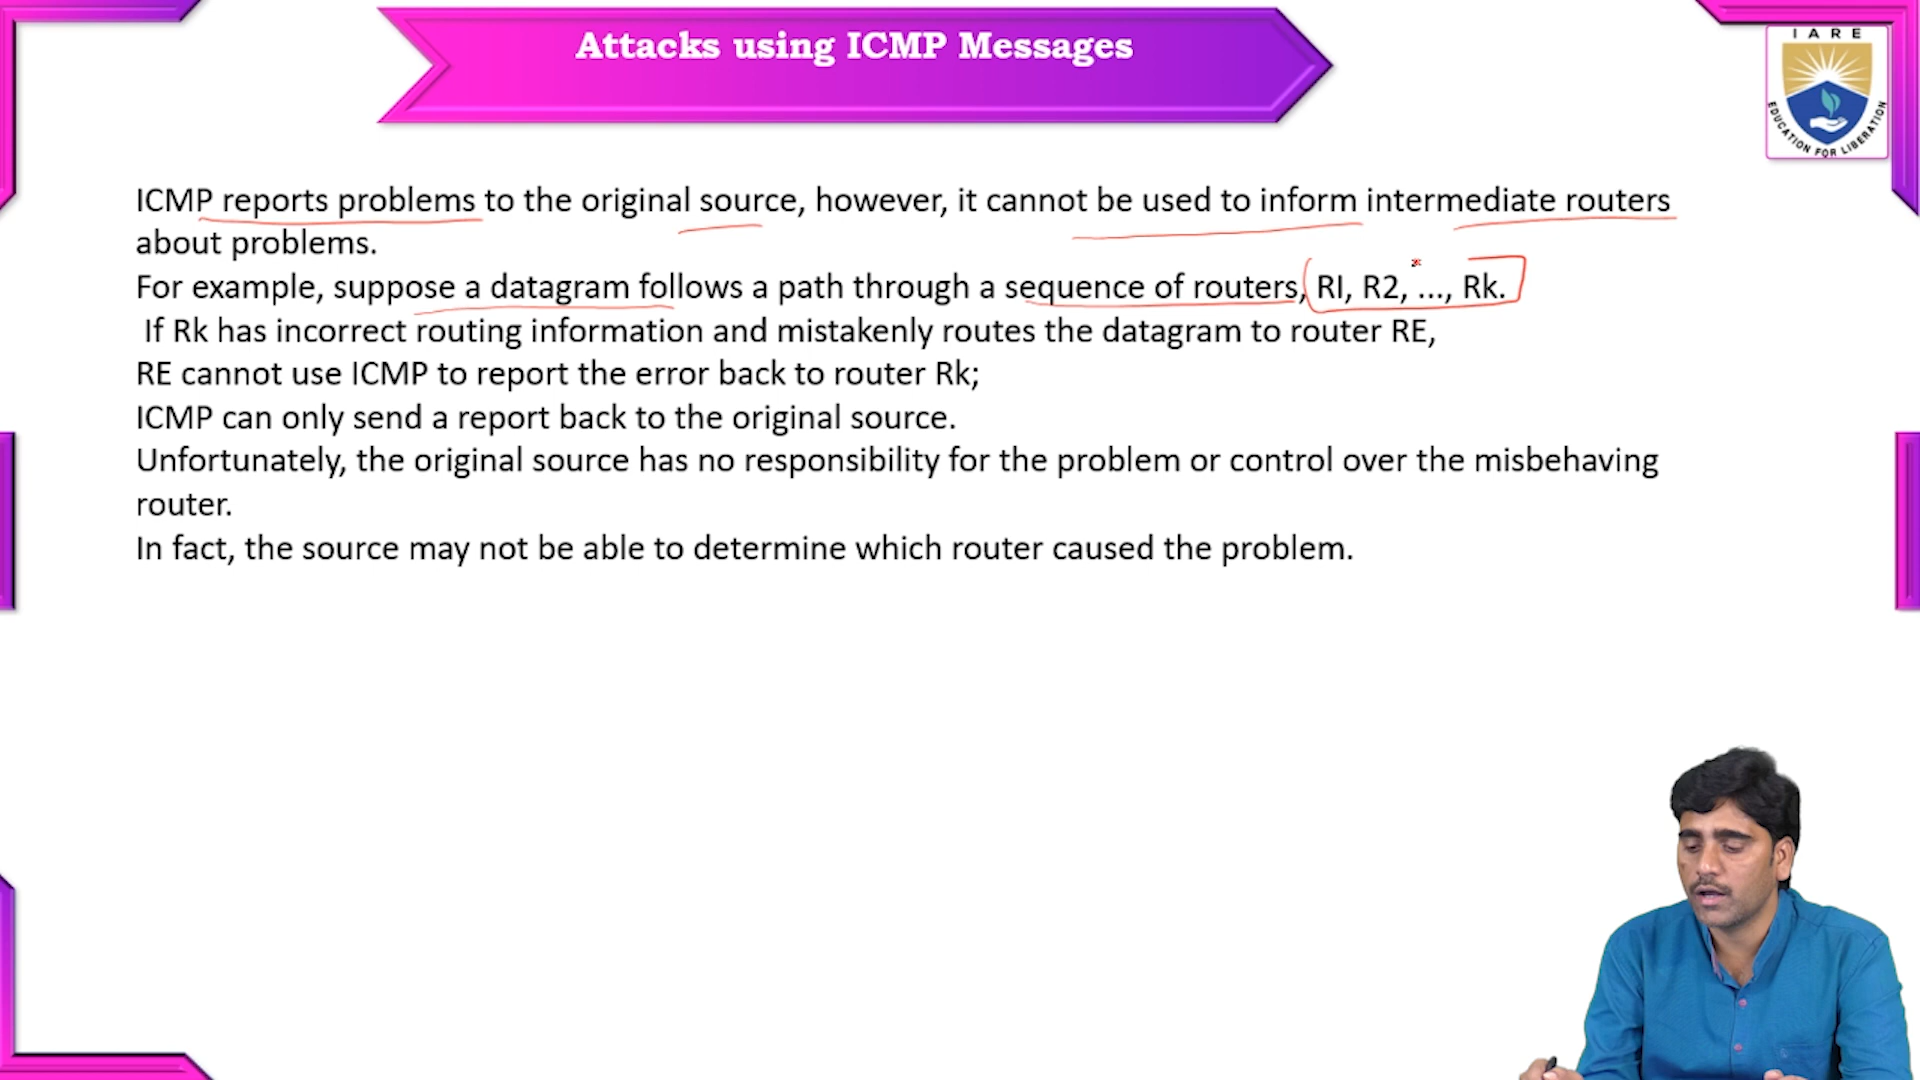 Attacks using ICMP Messages
IARE
EDUCATION FOR LIBERATION
ICMP reports problems to the original source, however, it cannot be used to inform intermediate routers
about problems.
For example, suppose a datagram follows a path through a sequence of routers, RI, R2, ..., Rk.
If Rk has incorrect routing information and mistakenly routes the datagram to router RE,
RE cannot use ICMP to report the error back to router Rk;
ICMP can only send a report back to the original source.
Unfortunately, the original source has no responsibility for the problem or control over the misbehaving
router.
In fact, the source may not be able to determine which router caused the problem.